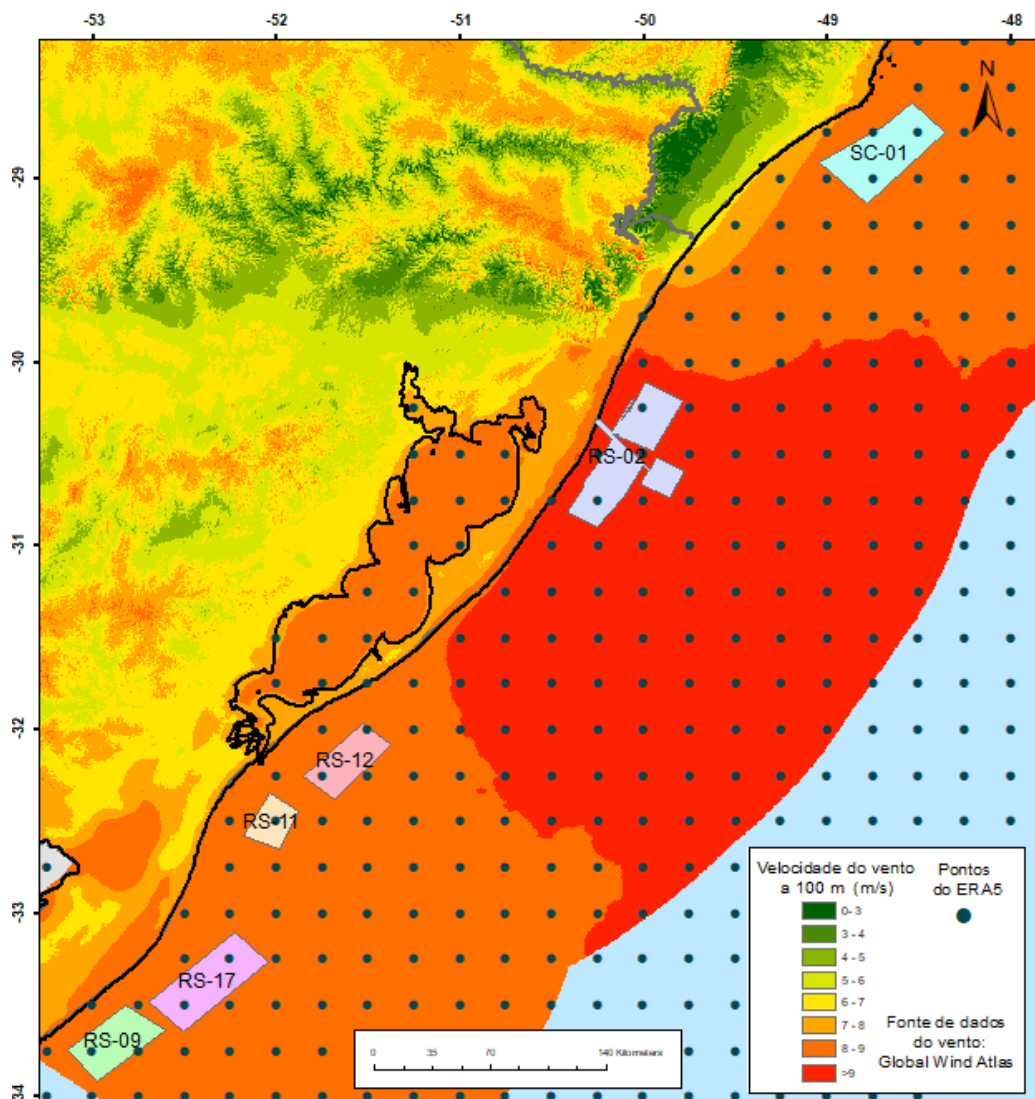 -53 -52 -51 -50 -49 -48
N
-29
-30
-31
-32
-33
-34
SC-01
RS-02
RS-12
RS-11
RS-17
RS-09
Velocidade do vento
a 100 m (m/s)
0-3
3-4
4-5
5-6
6-7
7-8
8-9
>9
Pontos
do ERA5
Fonte de dados
do vento:
Global Wind Atlas
0 35 70 140 Kilometers